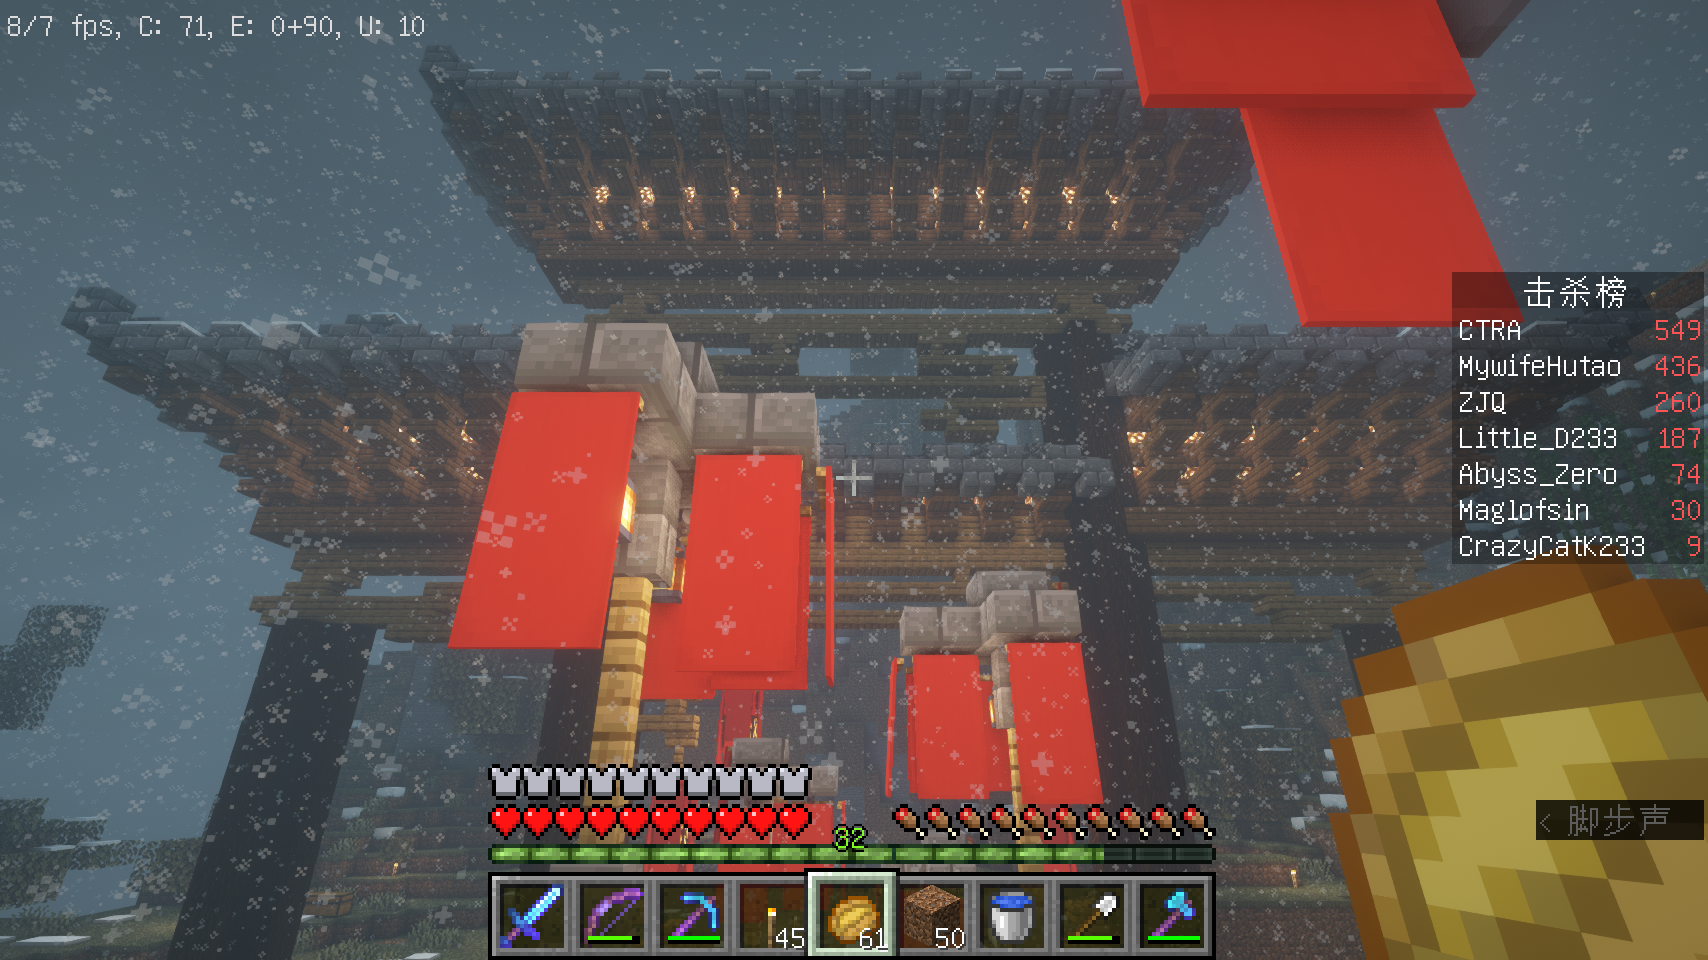 8/7 fps, C: 71, E: 0+90, U: 10
击杀榜
CTRA 549
MywifeHutao 436
ZJQ 260
Little_D233 187
Abyss_Zero 74
Maglofsin 30
CrazyCatK233 9
< 脚步声
32
45 61 50